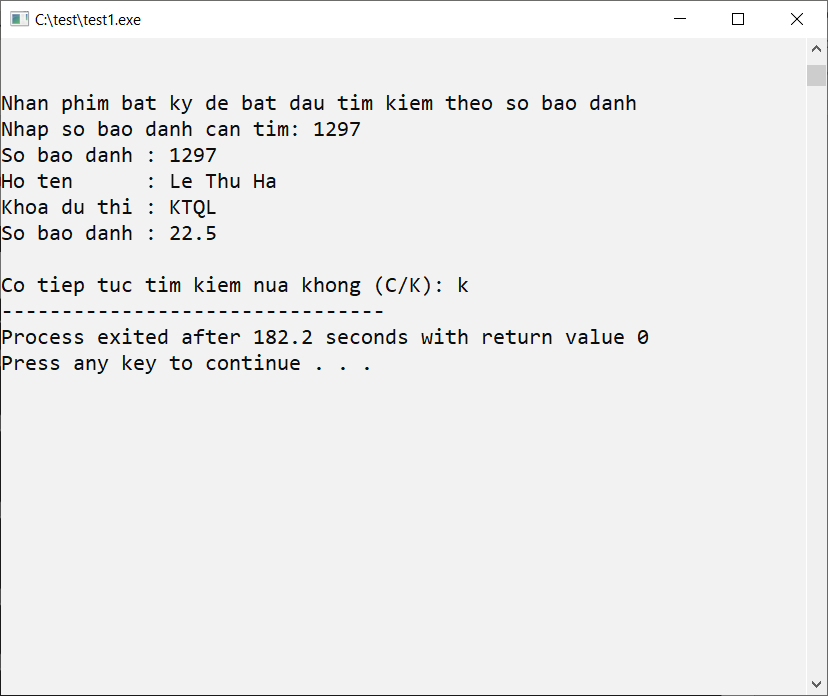 C:\test\test1.exe
Nhan phim bat ky de bat dau tim kiem theo so bao danh
Nhap so bao danh can tim: 1297
So bao danh : 1297
Ho ten      : Le Thu Ha
Khoa du thi : KTQL
So bao danh : 22.5
Co tiep tuc tim kiem nua khong (C/K): k
--------------------------------
Process exited after 182.2 seconds with return value 0
Press any key to continue . . .